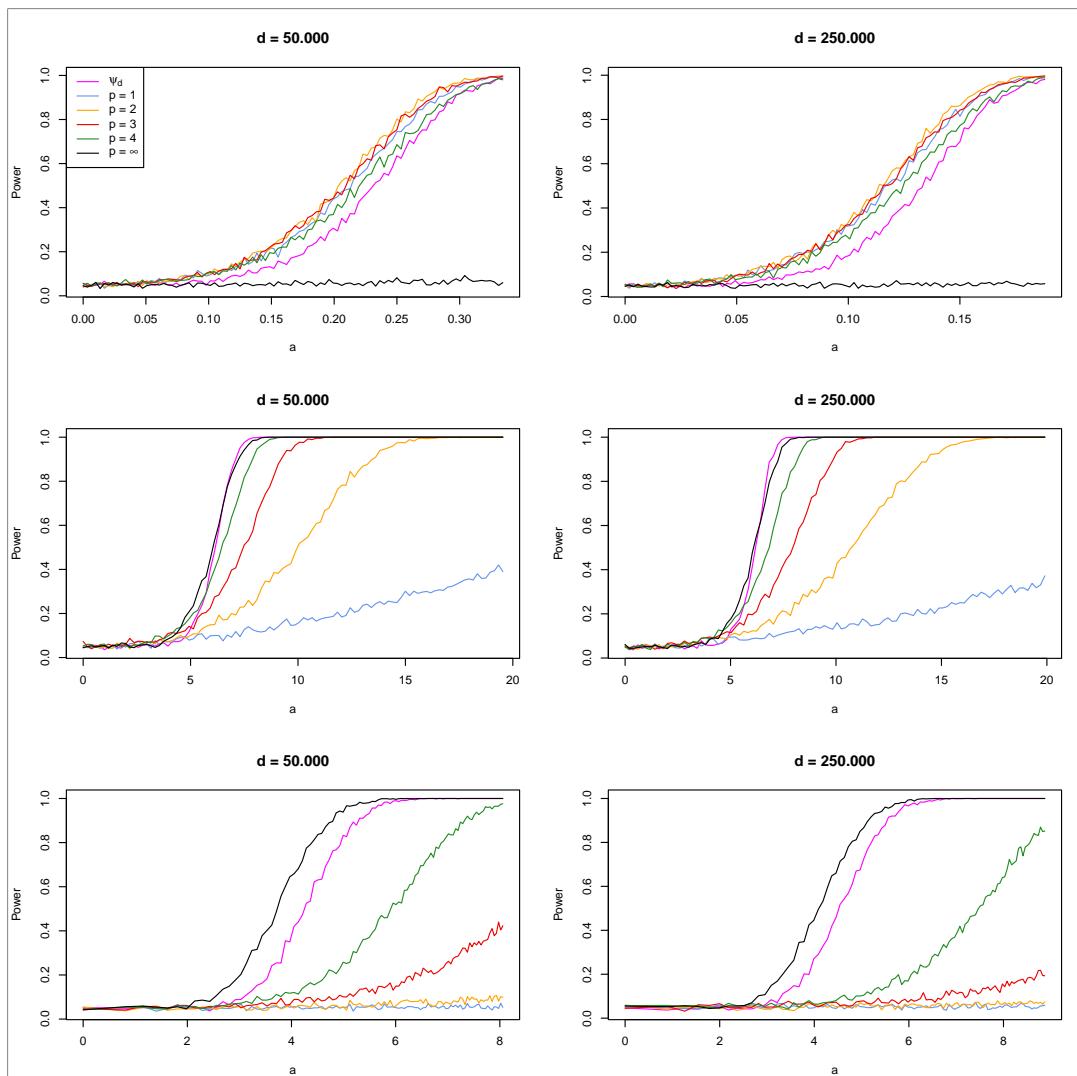 d = 50.000
Power
0.0 0.2 0.4 0.6 0.8 1.0
ψd
p = 1
p = 2
p = 3
p = 4
p = ∞
0.00 0.05 0.10 0.15 0.20 0.25 0.30
a
d = 250.000
Power
0.0 0.2 0.4 0.6 0.8 1.0
0.00 0.05 0.10 0.15
a
d = 50.000
Power
0.0 0.2 0.4 0.6 0.8 1.0
0 5 10 15 20
a
d = 250.000
Power
0.0 0.2 0.4 0.6 0.8 1.0
0 5 10 15 20
a
d = 50.000
Power
0.0 0.2 0.4 0.6 0.8 1.0
0 2 4 6 8
a
d = 250.000
Power
0.0 0.2 0.4 0.6 0.8 1.0
0 2 4 6 8
a